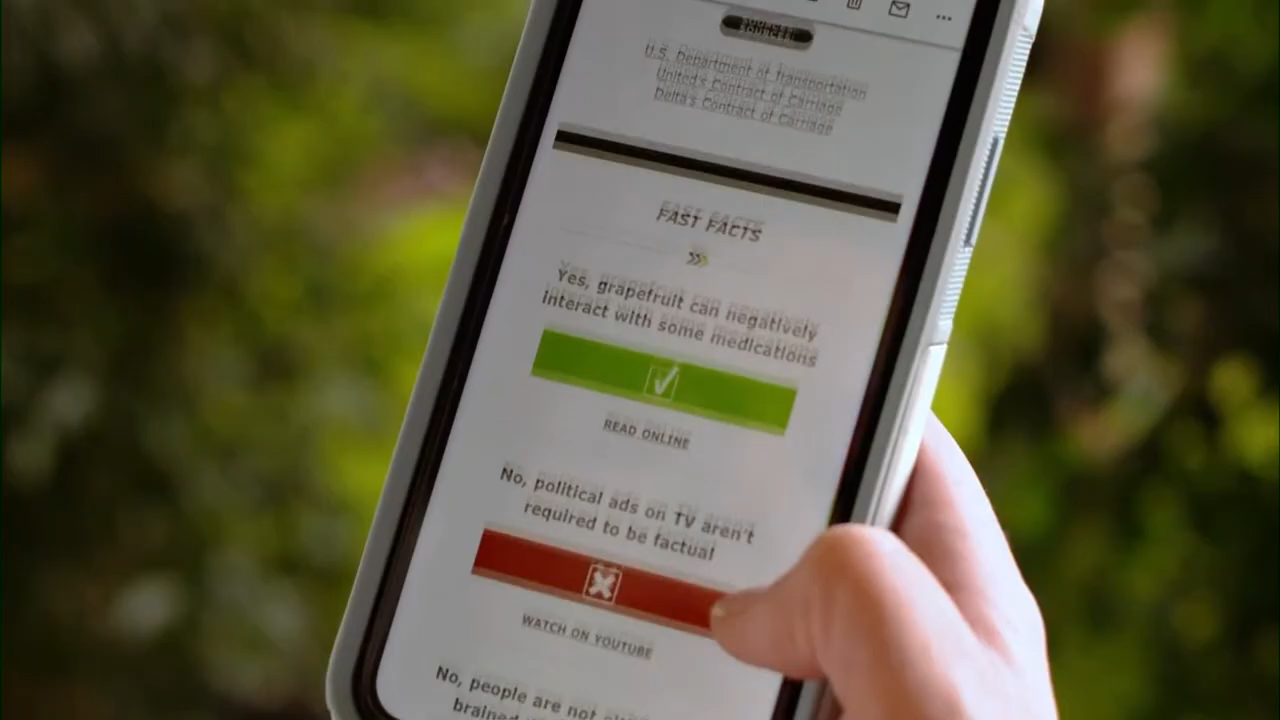 SOURCES:
U.S. Department of Transportation
United's Contract of Carriage
Delta's Contract of Carriage
FAST FACTS
Yes, grapefruit can negatively
interact with some medications
READ ONLINE
No, political ads on TV aren't
required to be factual
WATCH ON YOUTUBE
No, people are not
brained